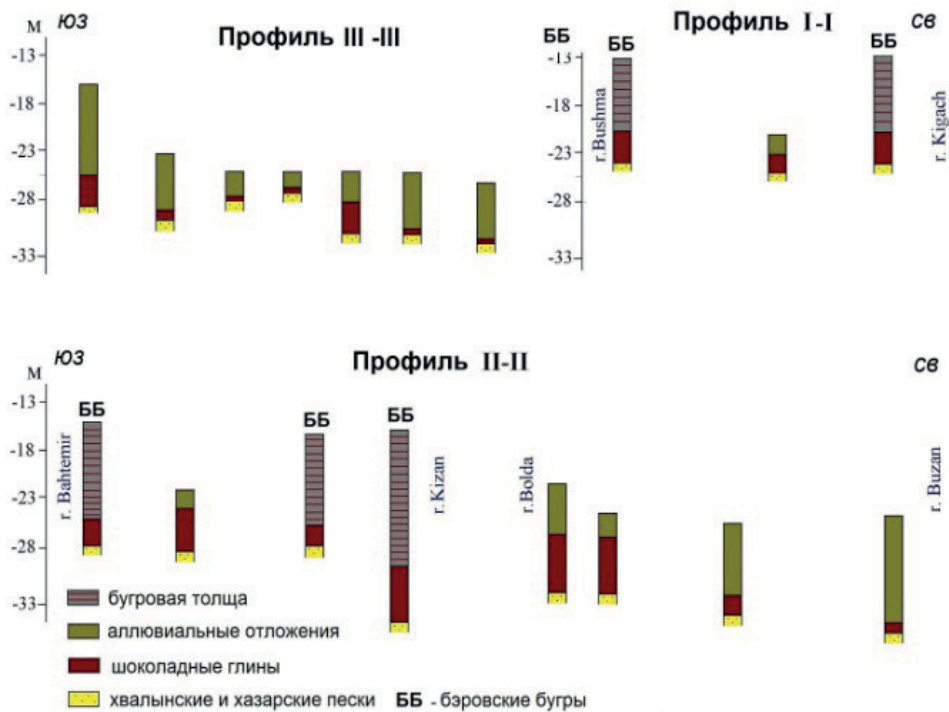 М
ЮЗ
Профиль III -III
-13
-18
-23
-28
-33
Профиль I-I
СВ
ББ
ББ
ББ
-13
-18
-23
-28
-33
r.Bushma
r. Kigach
М
ЮЗ
Профиль II-II
СВ
-13
-18
-23
-28
-33
ББ
ББ
ББ
r. Bahtemir
r.Kizan
r.Bolda
r. Buzan
бугровая толща
аллювиальные отложения
шоколадные глины
хвалынские и хазарские пески
ББ - бэровские бугры